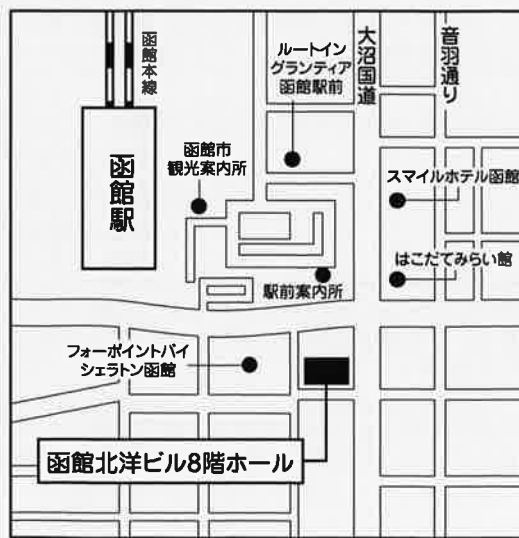 函館本線
函館駅
ルートイン
グランティア
函館駅前
大沼国道
音羽通り
函館市
観光案内所
スマイルホテル函館
はこだてみらい館
駅前案内所
フォーポイントバイ
シェラトン函館
函館北洋ビル8階ホール